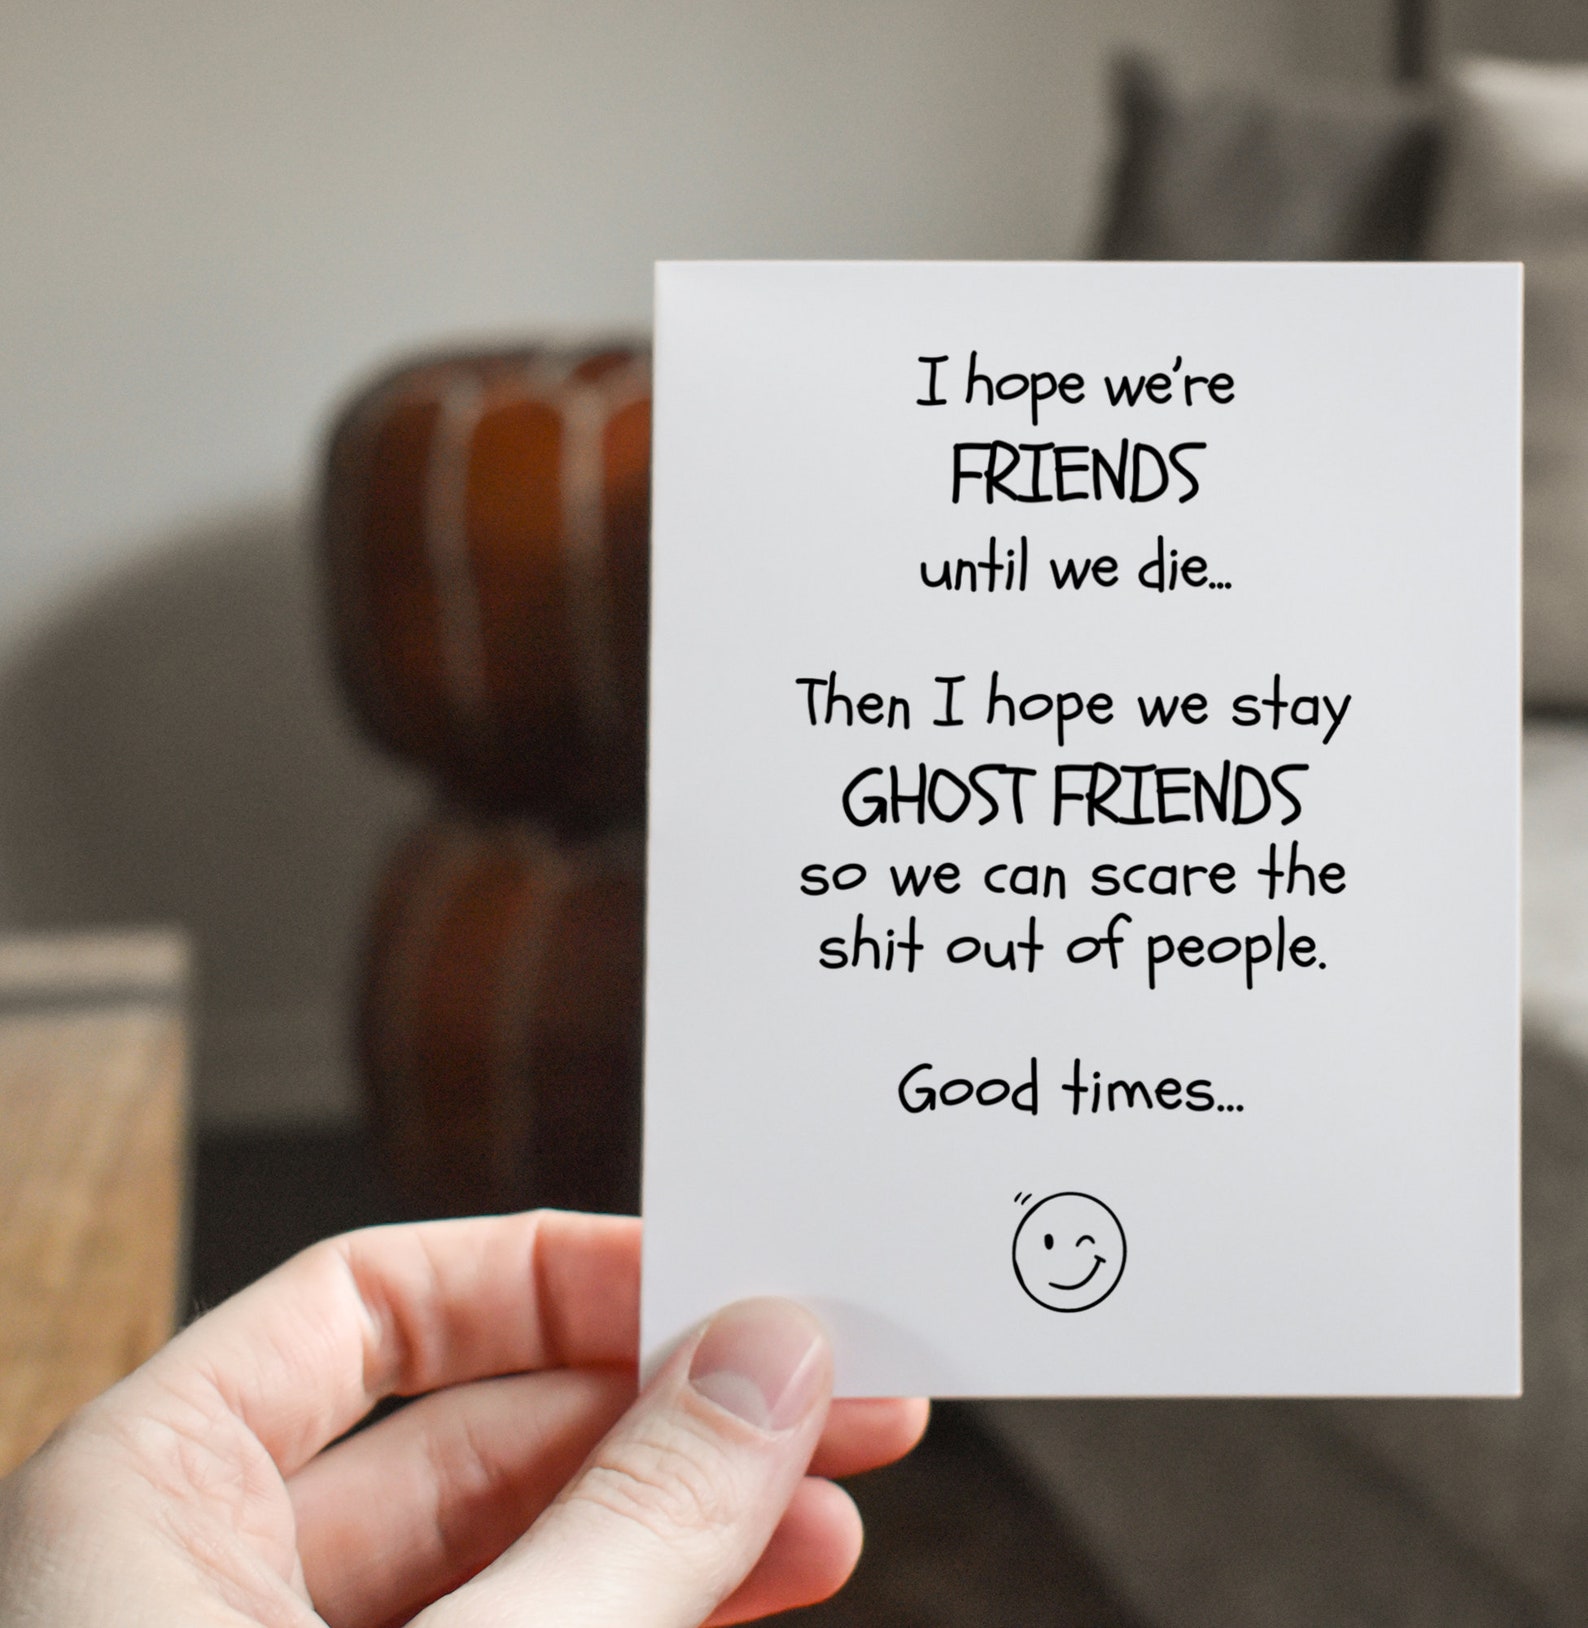 I hope we're
FRIENDS
until we die...
Then I hope we stay
GHOST FRIENDS
so we can scare the
shit out of people.
Good times...